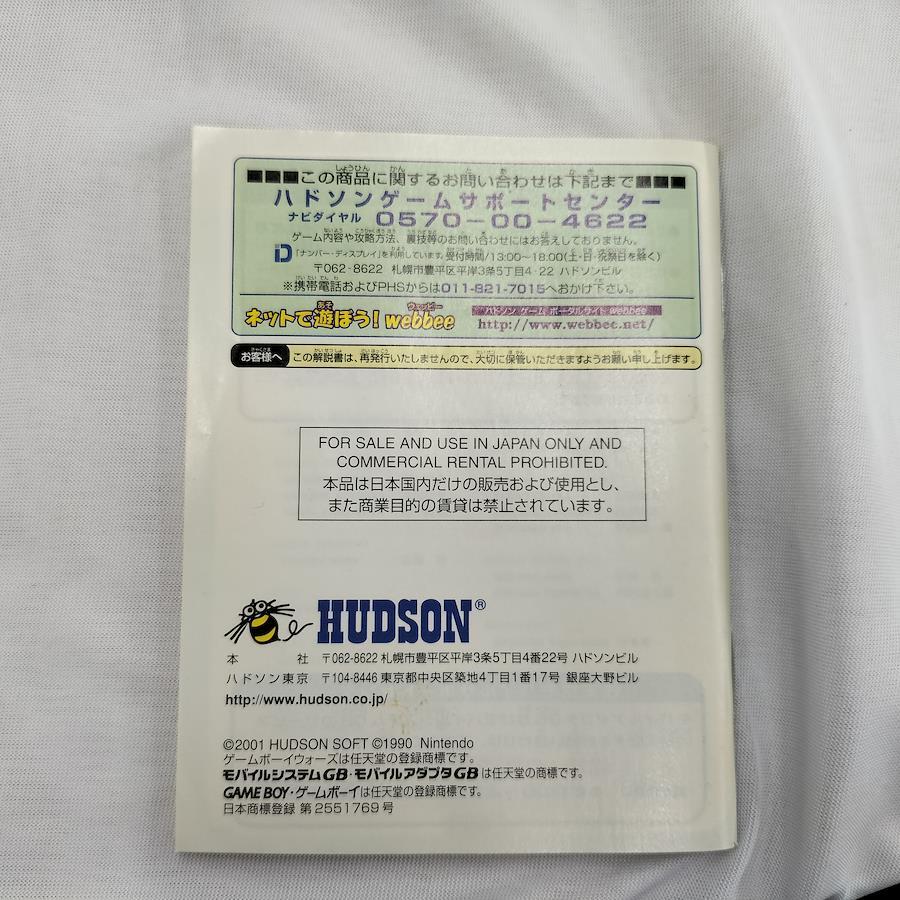 ■■■この商品に関するお問い合わせは下記まで■■■
ハドソンゲームサポートセンター
ナビダイヤル 0570-00-4622
ゲーム内容や攻略方法、裏技等のお問い合わせにはお答えしておりません。
D「ナンバー・ディスプレイ」を利用しています。受付時間/13:00~18:00(土・日・祝祭日を除く)
〒062-8622 札幌市豊平区平岸3条5丁目4-22 ハドソンビル
※携帯電話およびPHSからは011-821-7015へおかけ下さい。
ネットで遊ぼう! webbee
ハドソン ゲーム ポータルサイト webbee
http://www.webbee.net/
お客様へ この解説書は、再発行いたしませんので、大切に保管いただきますようお願い申し上げます。
FOR SALE AND USE IN JAPAN ONLY AND
COMMERCIAL RENTAL PROHIBITED.
本品は日本国内だけの販売および使用とし、
また商業目的の賃貸は禁止されています。
HUDSON®
本社 〒062-8622 札幌市豊平区平岸3条5丁目4番22号 ハドソンビル
ハドソン東京 〒104-8446 東京都中央区築地4丁目1番17号 銀座大野ビル
http://www.hudson.co.jp/
©2001 HUDSON SOFT ©1990 Nintendo
ゲームボーイウォーズは任天堂の登録商標です。
モバイルシステムGB・モバイルアダプタGBは任天堂の商標です。
GAME BOY・ゲームボーイは任天堂の登録商標です。
日本商標登録 第2551769号